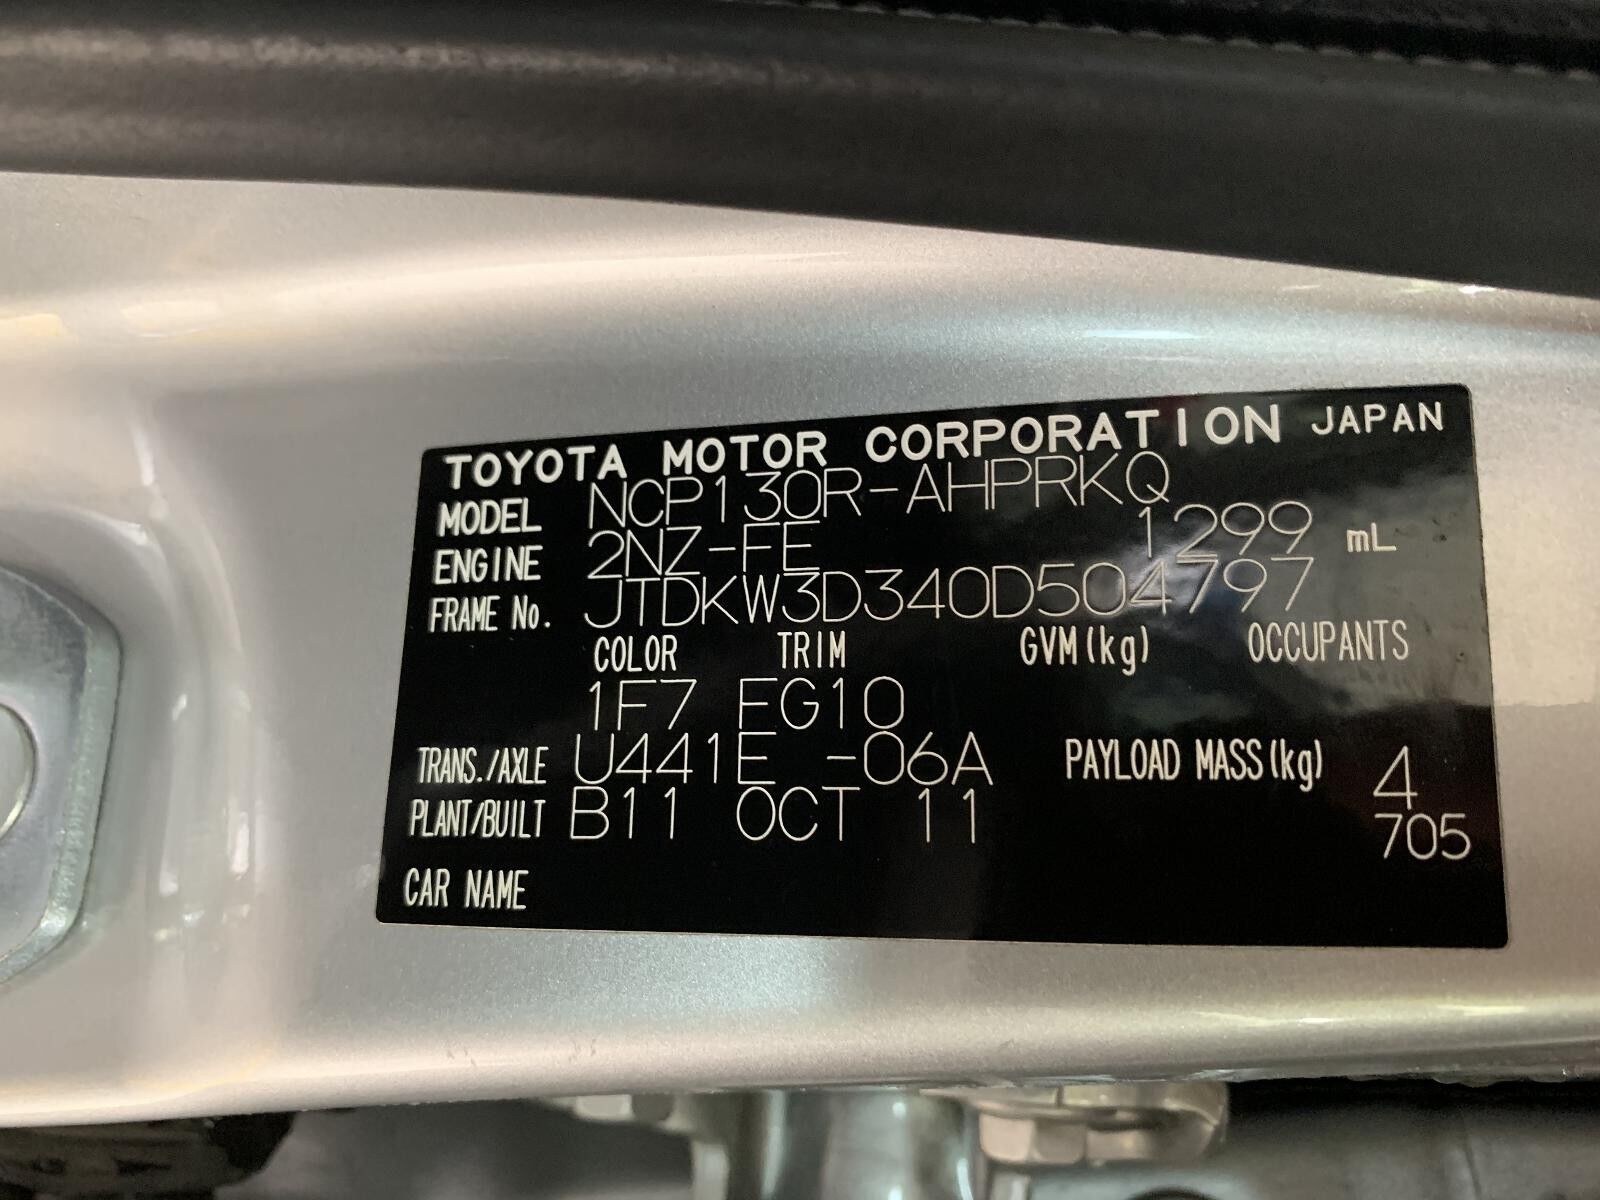 TOYOTA MOTOR CORPORATION JAPAN
MODEL NCP130R-AHPRKQ
ENGINE 2NZ-FE 1299 mL
FRAME No. JTDKW3D340D504797
COLOR TRIM GVM(kg) OCCUPANTS
1F7 EG10
TRANS./AXLE U441E -06A PAYLOAD MASS(kg) 4
PLANT/BUILT B11 OCT 11 705
CAR NAME